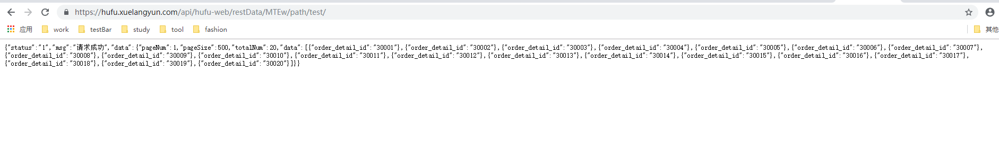 https://hufu.xuelangyun.com/api/hufu-web/restData/MTEw/path/test/
应用 work testBar study tool fashion 其他
{"status":"1","msg":"请求成功","data":{"pageNum":1,"pageSize":500,"totalNum":20,"data":[{"order_detail_id":"30001"},{"order_detail_id":"30002"},{"order_detail_id":"30003"},{"order_detail_id":"30004"},{"order_detail_id":"30005"},{"order_detail_id":"30006"},{"order_detail_id":"30007"},
{"order_detail_id":"30008"},{"order_detail_id":"30009"},{"order_detail_id":"30010"},{"order_detail_id":"30011"},{"order_detail_id":"30012"},{"order_detail_id":"30013"},{"order_detail_id":"30014"},{"order_detail_id":"30015"},{"order_detail_id":"30016"},{"order_detail_id":"30017"},
{"order_detail_id":"30018"},{"order_detail_id":"30019"},{"order_detail_id":"30020"}]}}